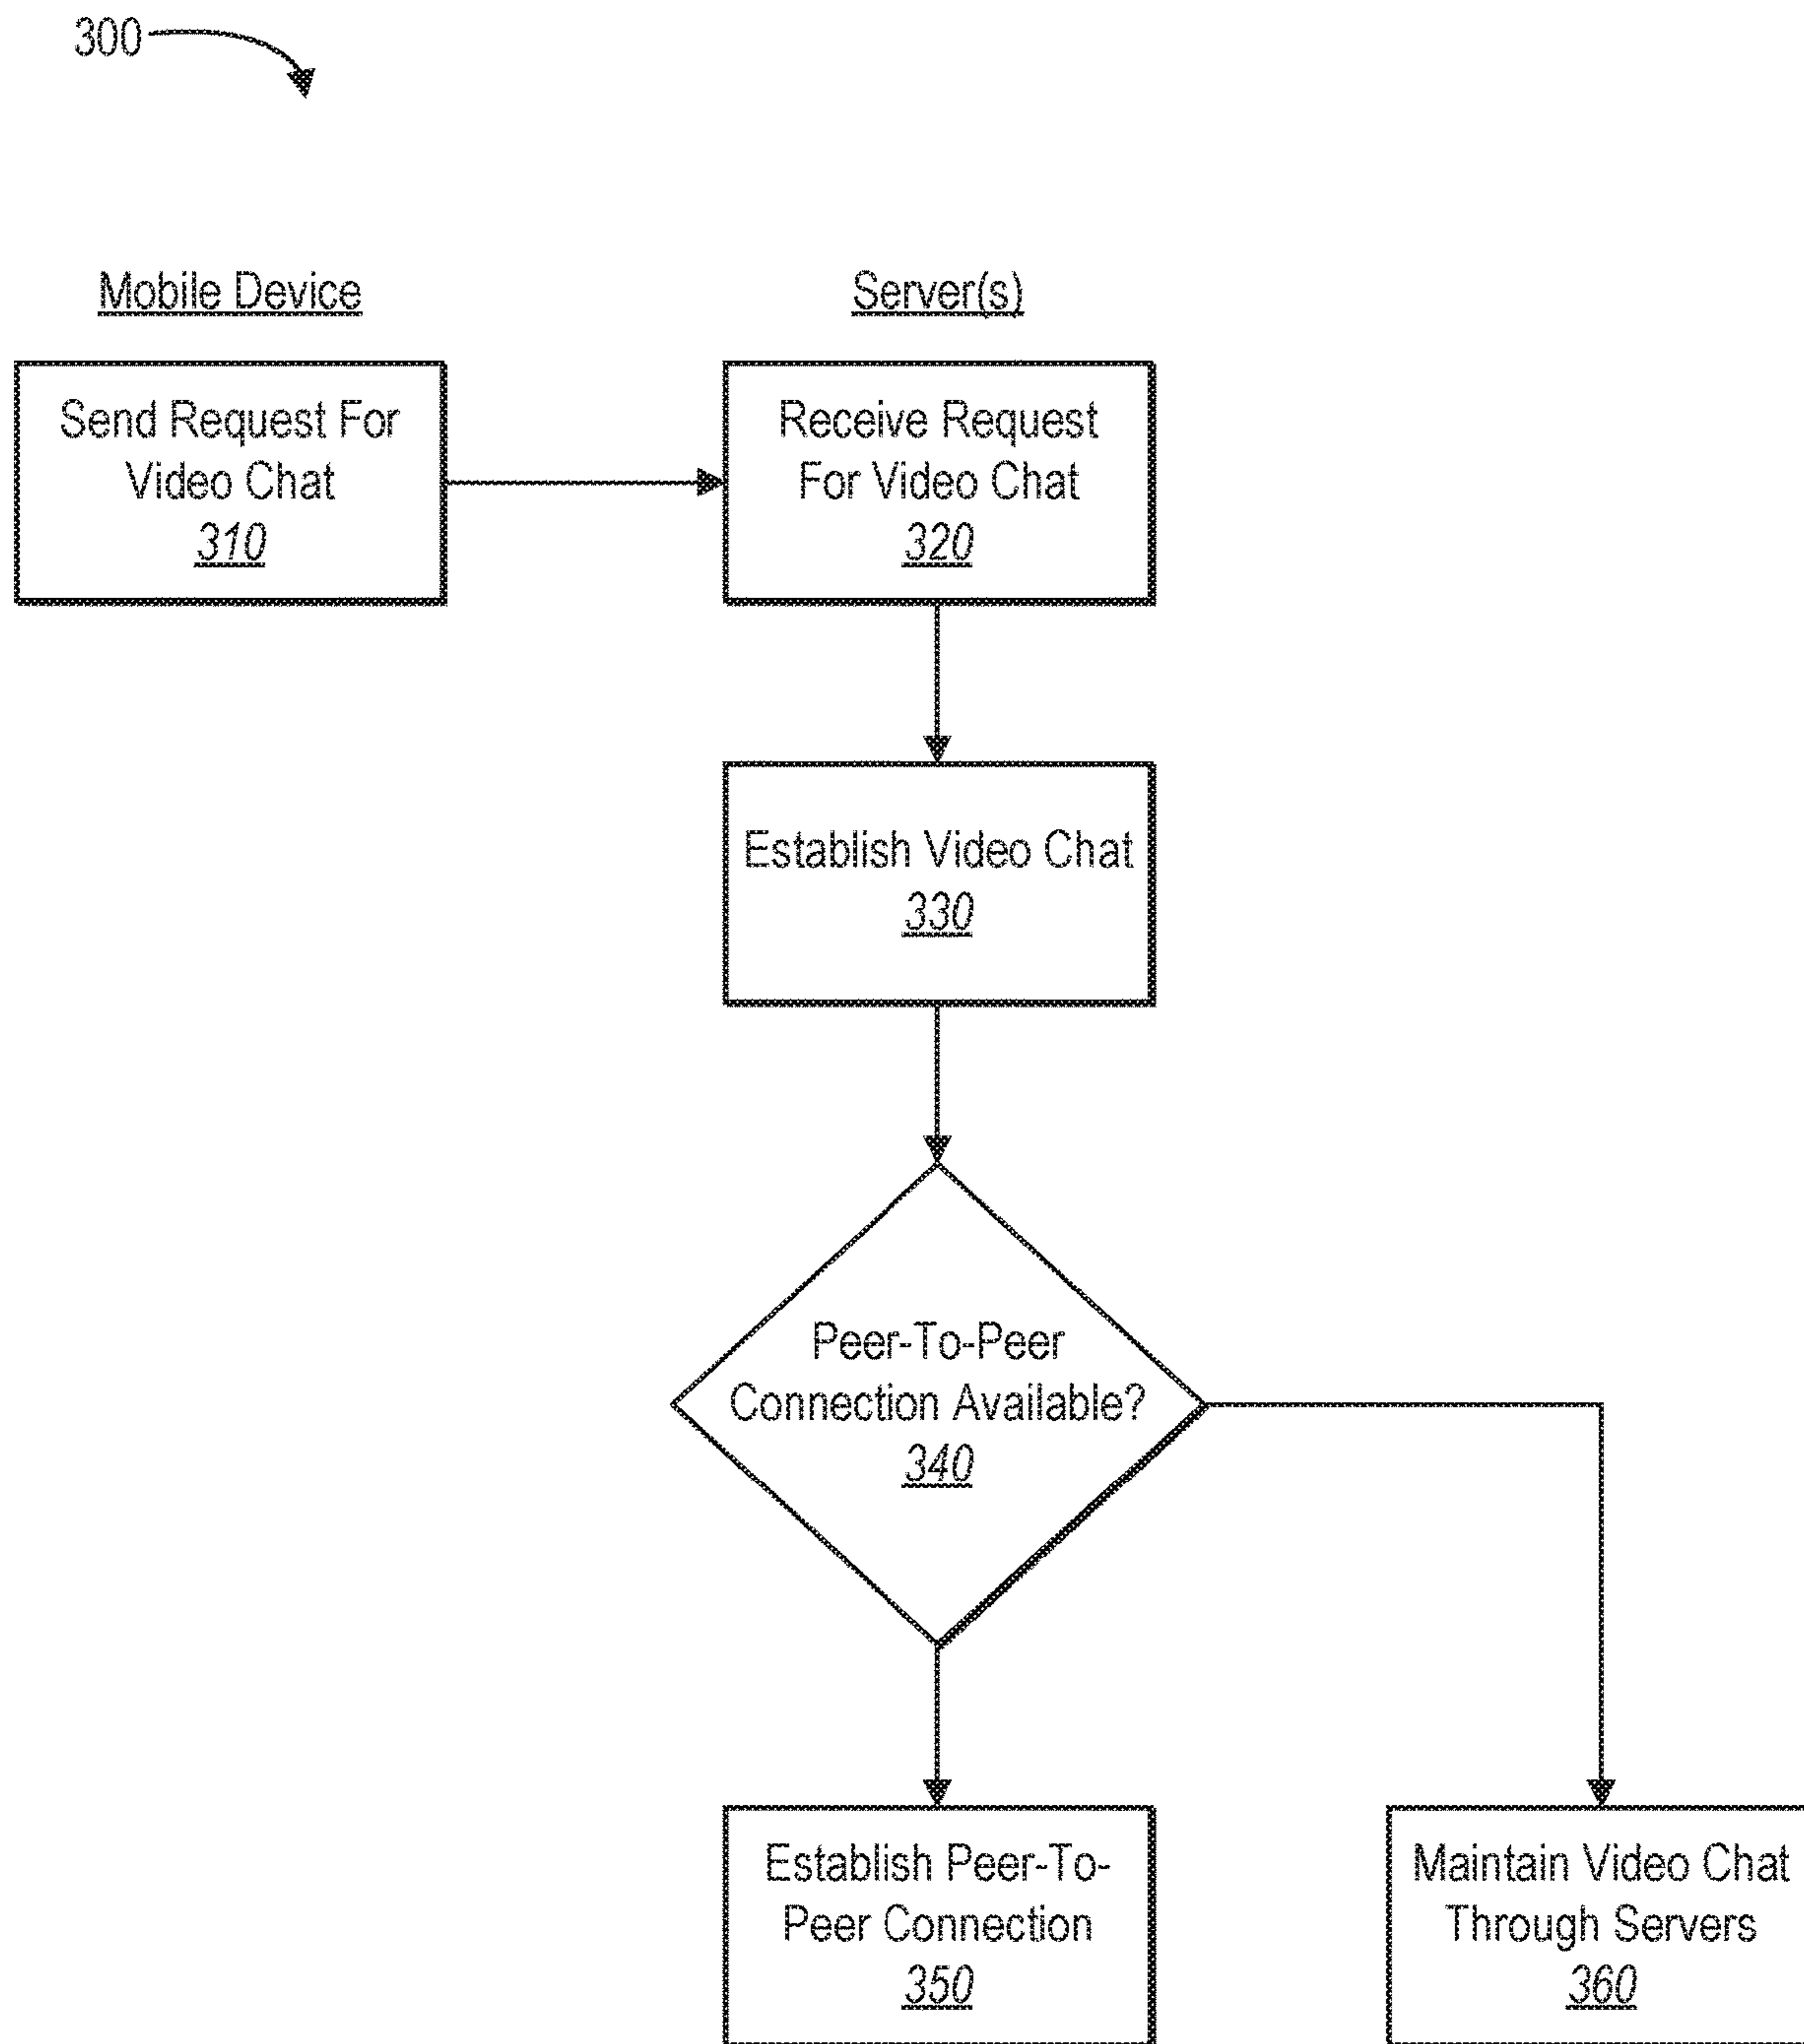 300
Mobile Device
Server(s)
Send Request For
Video Chat
310
Receive Request
For Video Chat
320
Establish Video Chat
330
Peer-To-Peer
Connection Available?
340
Establish Peer-To-
Peer Connection
350
Maintain Video Chat
Through Servers
360